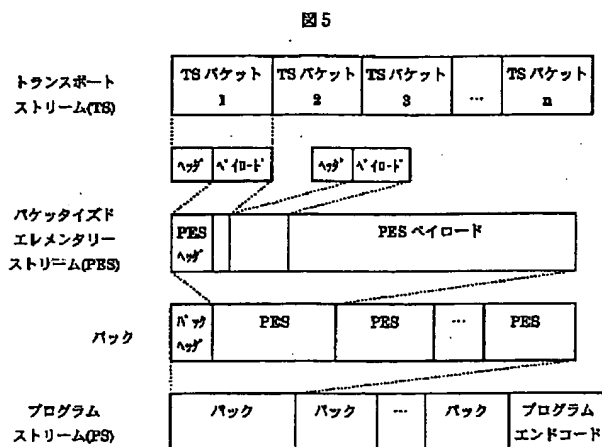 図5
トランスポート
ストリーム(TS)
TSパケット
1
TSパケット
2
TSパケット
3
...
TSパケット
n
ヘッダ
ペイロード
ヘッダ
ペイロード
パケッタイズド
エレメンタリー
ストリーム(PES)
PES
ヘッダ
PESペイロード
パック
パック
ヘッダ
PES
PES
...
PES
プログラム
ストリーム(PS)
パック
パック
...
パック
プログラム
エンドコード